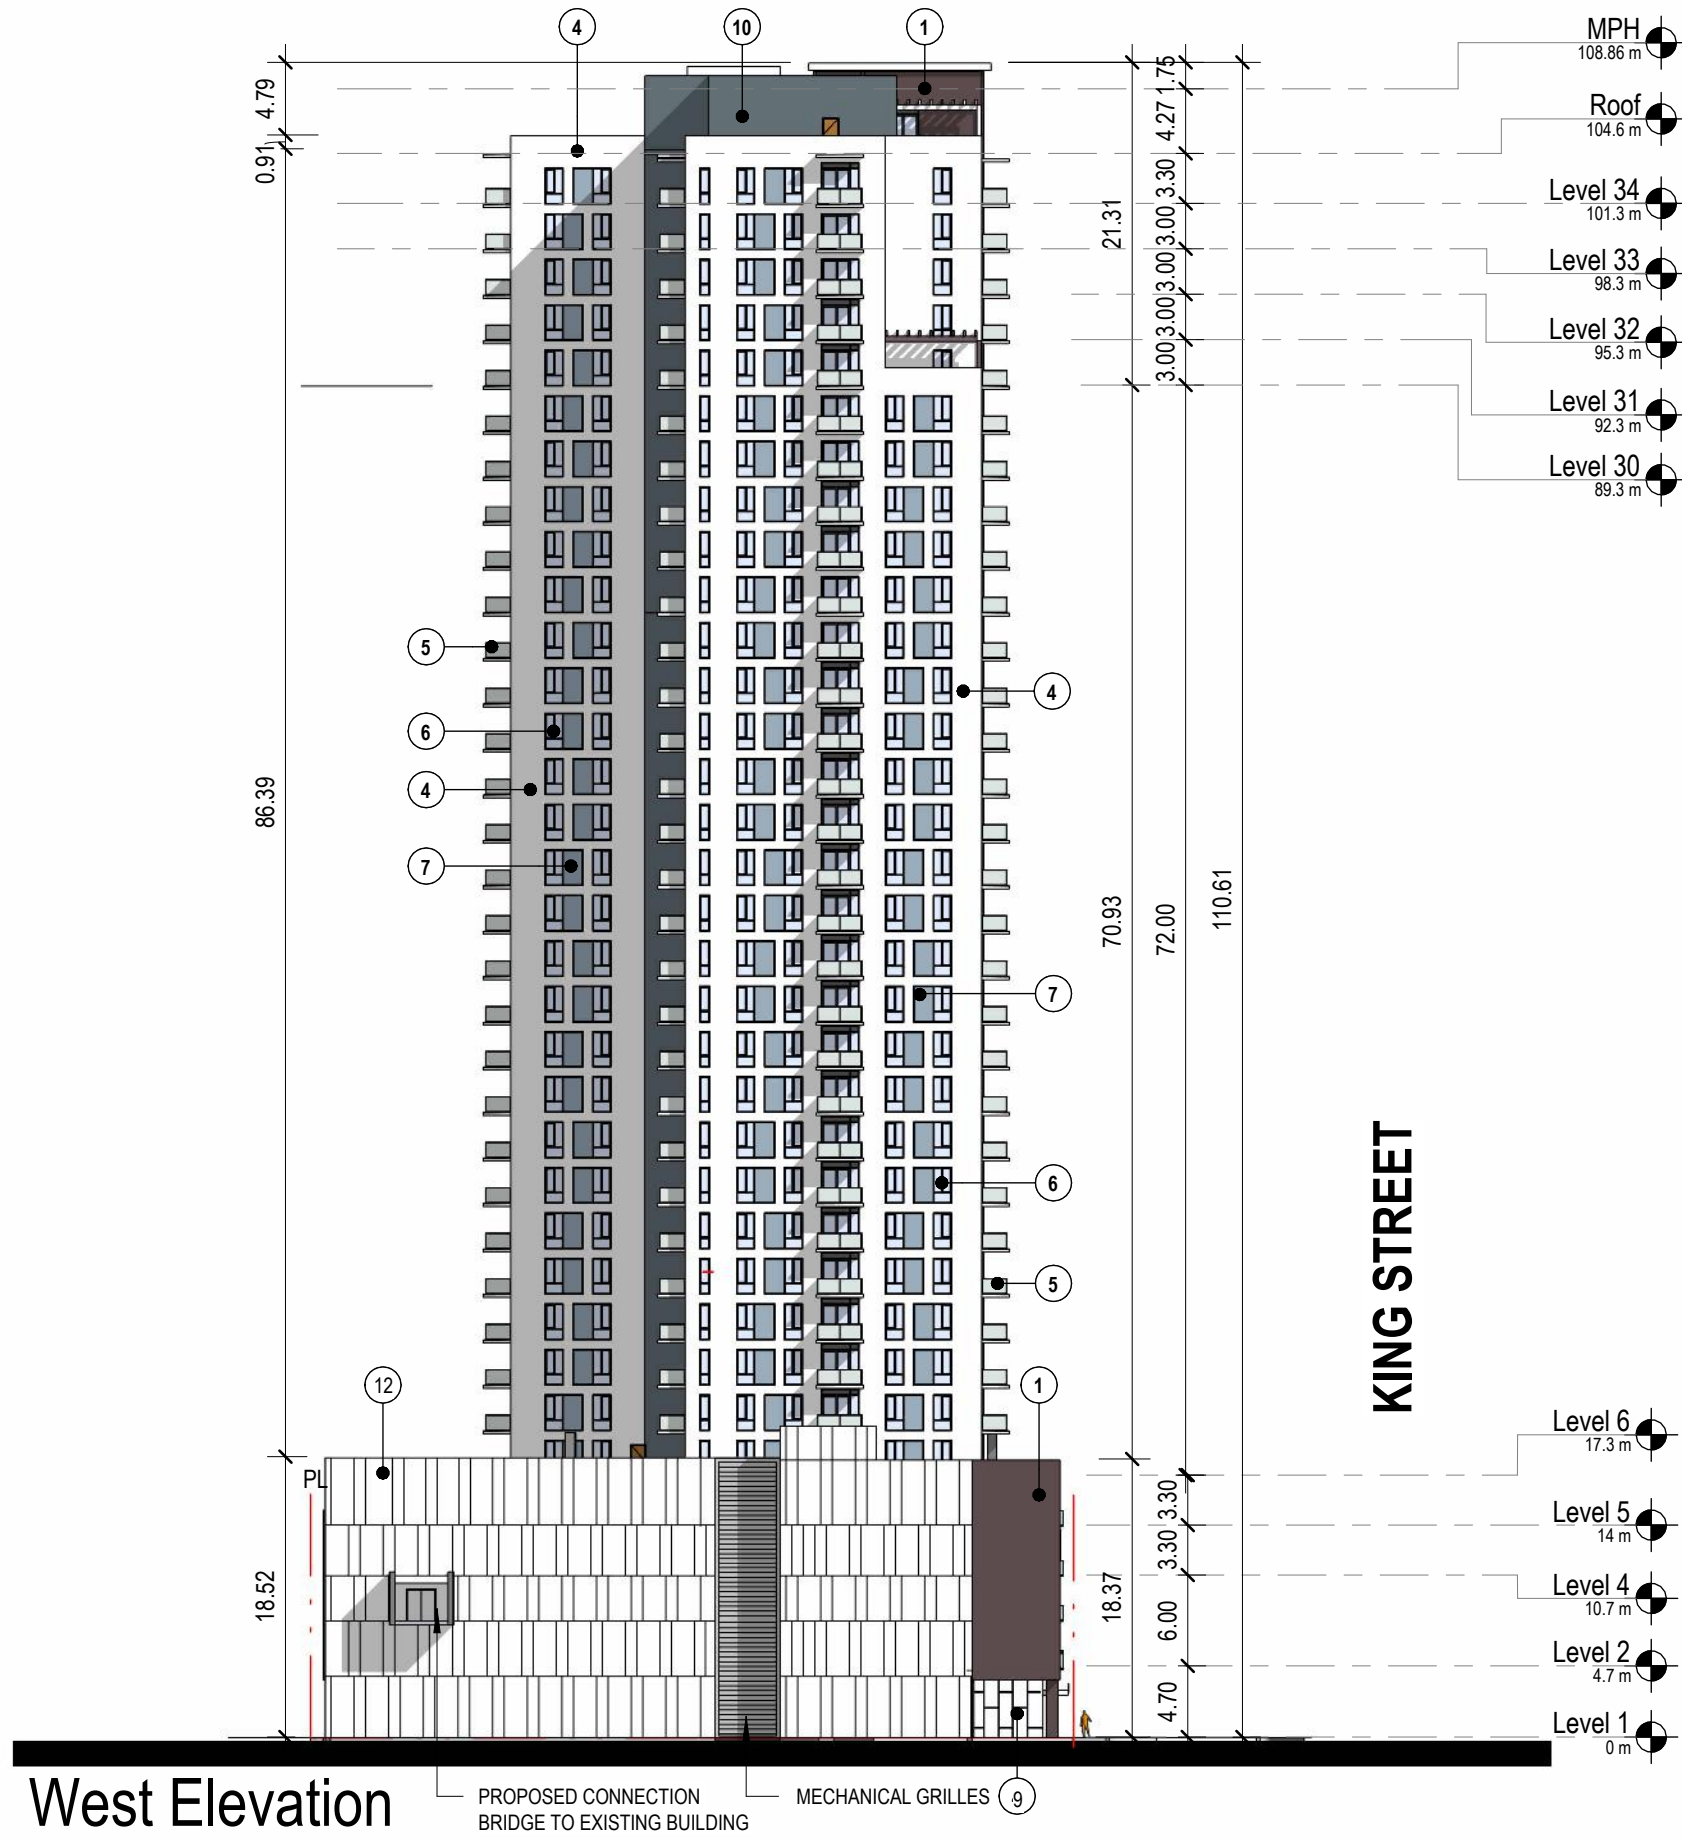 4
10
1
MPH
108.86 m
1.75
4.79
Roof
104.6 m
4.27
4
0.91
3.30
Level 34
101.3 m
21.31
3.00
Level 33
98.3 m
3.00
3.00
Level 32
95.3 m
3.00
Level 31
92.3 m
Level 30
89.3 m
5
4
6
4
86.39
7
70.93
72.00
110.61
7
6
KING STREET
5
12
1
Level 6
17.3 m
PL
3.30
Level 5
14 m
3.30
18.52
18.37
Level 4
10.7 m
6.00
Level 2
4.7 m
4.70
Level 1
0 m
West Elevation
PROPOSED CONNECTION
BRIDGE TO EXISTING BUILDING
MECHANICAL GRILLES
9